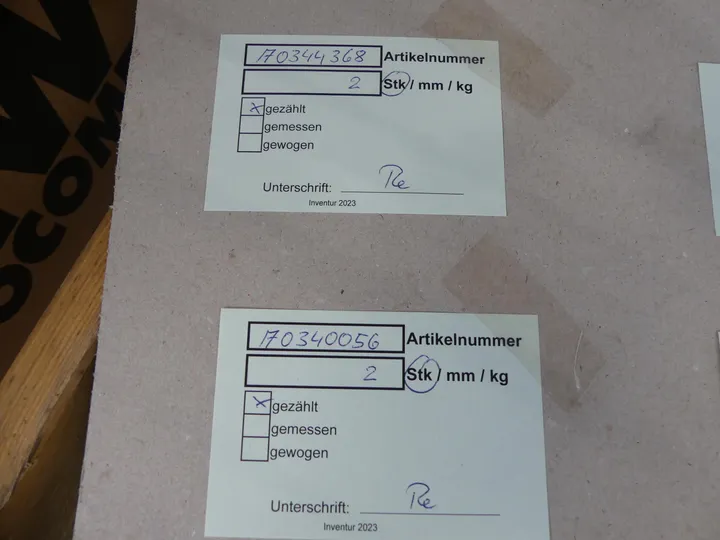 170344368 Artikelnummer
2 Stk / mm / kg
x gezählt
gemessen
gewogen
Unterschrift: Re
Inventur 2023
170340056 Artikelnummer
2 Stk / mm / kg
x gezählt
gemessen
gewogen
Unterschrift: Re
Inventur 2023